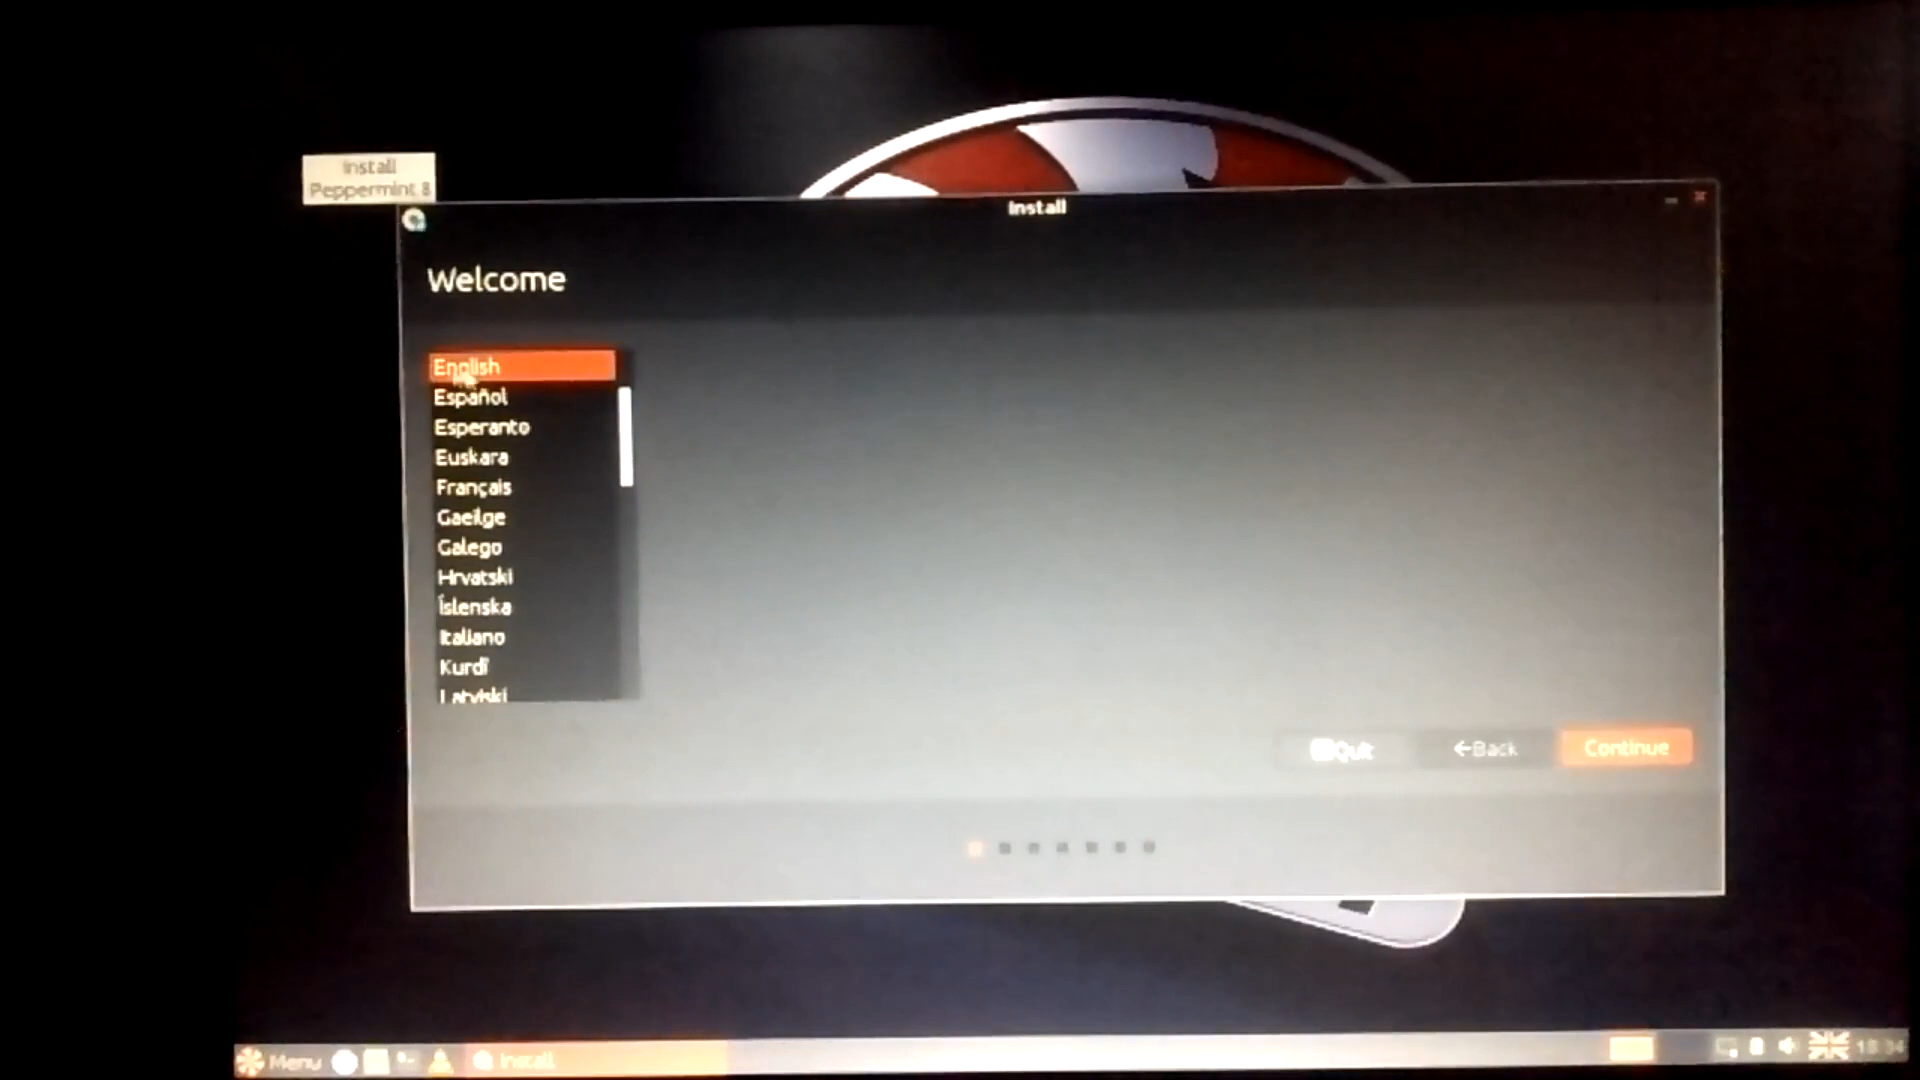 Install
Peppermint 8
Install
Welcome
English
Español
Esperanto
Euskara
Français
Gaeilge
Galego
Hrvatski
Íslenska
Italiano
Kurdî
Latviski
Quit
Back
Continue
Menu
Install